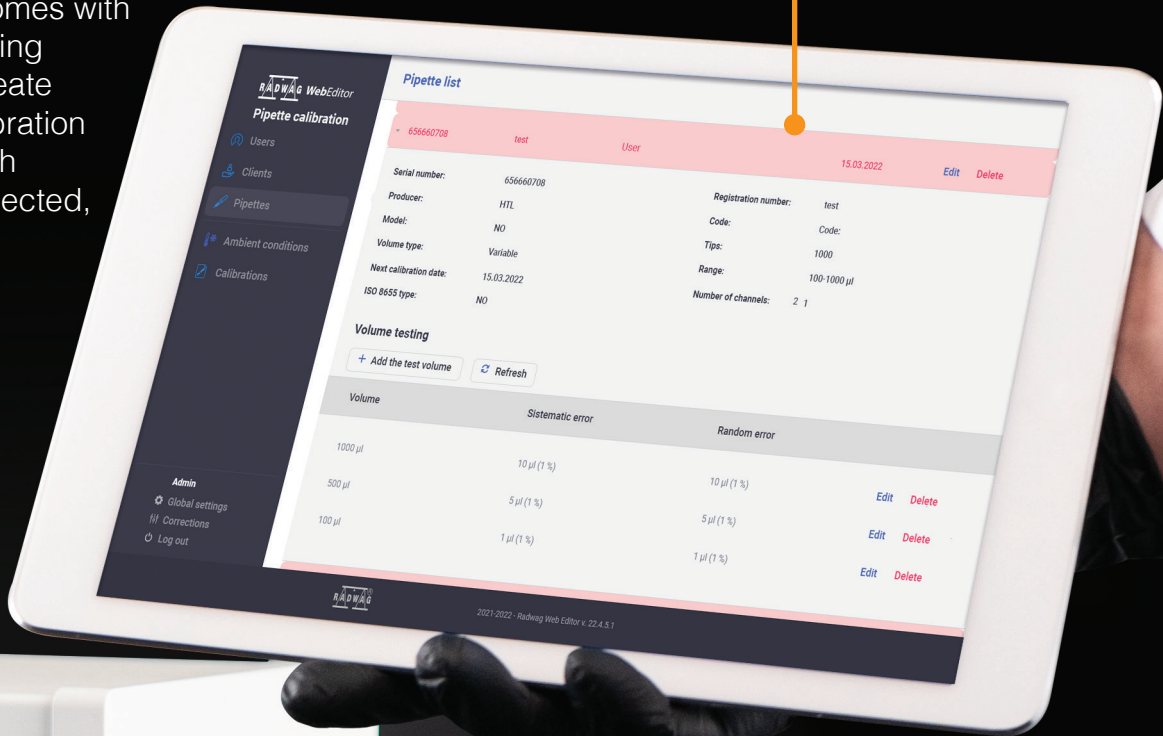 omes with
ing
eate
bration
h
ected,
RADWAG WebEditor
Pipette calibration
Users
Clients
Pipettes
Ambient conditions
Calibrations
Admin
Global settings
Corrections
Log out
Pipette list
656660708 test User 15.03.2022 Edit Delete
Serial number: 656660708 Registration number: test
Producer: HTL Code: Code:
Model: NO Tips: 1000
Volume type: Variable Range: 100-1000 µl
Next calibration date: 15.03.2022 Number of channels: 2 1
ISO 8655 type: NO
Volume testing
+ Add the test volume Refresh
Volume Sistematic error Random error
1000 µl 10 µl (1 %) 10 µl (1 %) Edit Delete
500 µl 5 µl (1 %) 5 µl (1 %) Edit Delete
100 µl 1 µl (1 %) 1 µl (1 %) Edit Delete
RADWAG® 2021-2022 - Radwag Web Editor v. 22.4.5.1